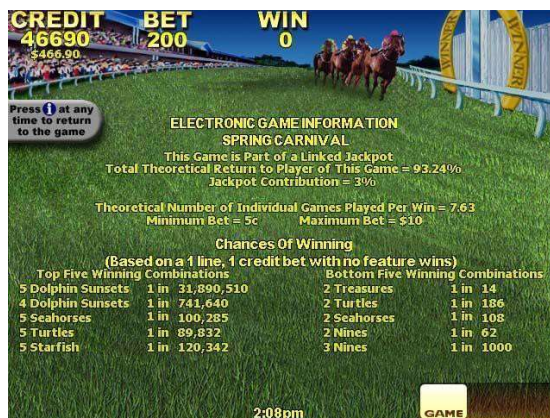 CREDIT BET WIN
46690 200 0
$466.90
WINNER WINNER
Press i at any
time to return
to the game
ELECTRONIC GAME INFORMATION
SPRING CARNIVAL
This Game is Part of a Linked Jackpot
Total Theoretical Return to Player of This Game = 93.24%
Jackpot Contribution = 3%
Theoretical Number of Individual Games Played Per Win = 7.63
Minimum Bet = 5c Maximum Bet = $10
Chances Of Winning
(Based on a 1 line, 1 credit bet with no feature wins)
Top Five Winning Combinations Bottom Five Winning Combinations
5 Dolphin Sunsets 1 in 31,890,510 2 Treasures 1 in 14
4 Dolphin Sunsets 1 in 741,640 2 Turtles 1 in 186
5 Seahorses 1 in 100,285 2 Seahorses 1 in 108
5 Turtles 1 in 89,832 2 Nines 1 in 62
5 Starfish 1 in 120,342 3 Nines 1 in 1000
2:08pm GAME